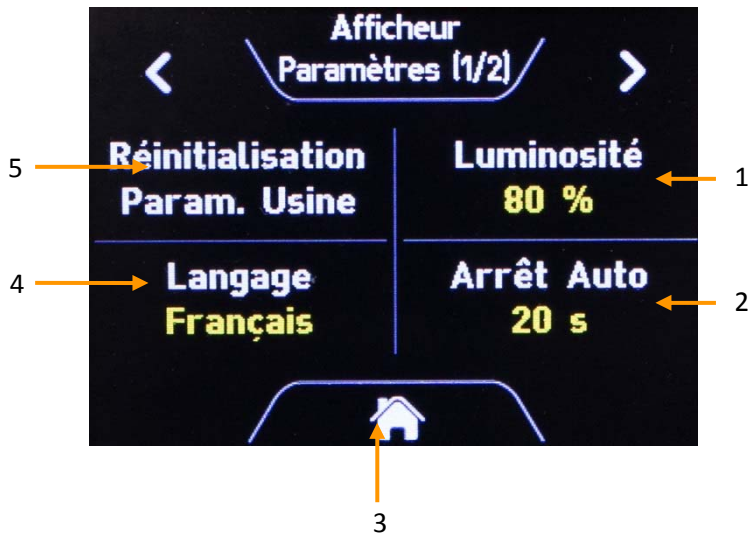 Afficheur
Paramètres (1/2)
Réinitialisation
Param. Usine
Luminosité
80 %
Langage
Français
Arrêt Auto
20 s
5
1
4
2
3